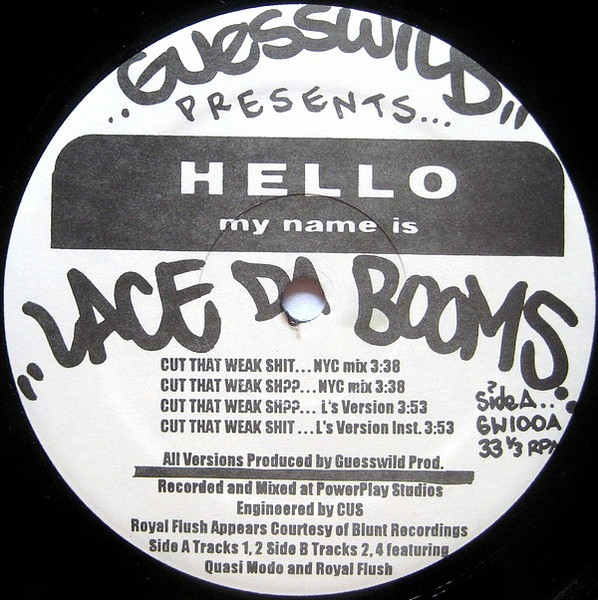 ..GUESSWILD..
PRESENTS...
HELLO
my name is
..LACE DA BOOMS..
CUT THAT WEAK SHIT...NYC mix 3:38
CUT THAT WEAK SH??...NYC mix 3:38
CUT THAT WEAK SH??... L's Version 3:53
CUT THAT WEAK SHIT ...L's Version Inst. 3:53
Side A..
GW100A
33 1/3 RPM
All Versions Produced by Guesswild Prod.
Recorded and Mixed at PowerPlay Studios
Engineered by CUS
Royal Flush Appears Courtesy of Blunt Recordings
Side A Tracks 1, 2 Side B Tracks 2, 4 featuring
Quasi Modo and Royal Flush